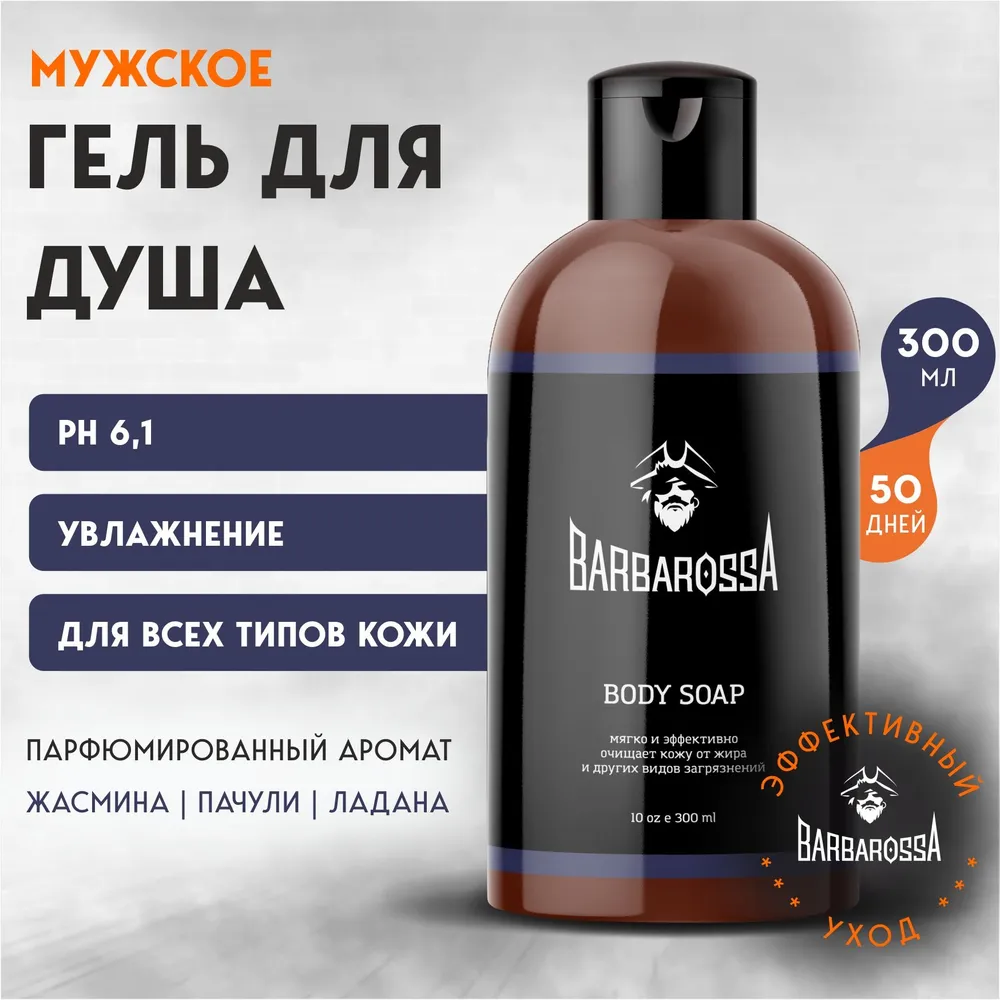 МУЖСКОЕ
ГЕЛЬ ДЛЯ
ДУША
PH 6,1
УВЛАЖНЕНИЕ
ДЛЯ ВСЕХ ТИПОВ КОЖИ
ПАРФЮМИРОВАННЫЙ АРОМАТ
ЖАСМИНА | ПАЧУЛИ | ЛАДАНА
300
МЛ
50
ДНЕЙ
BARBAROSSA
BODY SOAP
мягко и эффективно
очищает кожу от жира
и других видов загрязнений
10 oz e 300 ml
ЭФФЕКТИВНЫЙ
BARBAROSSA
УХОД